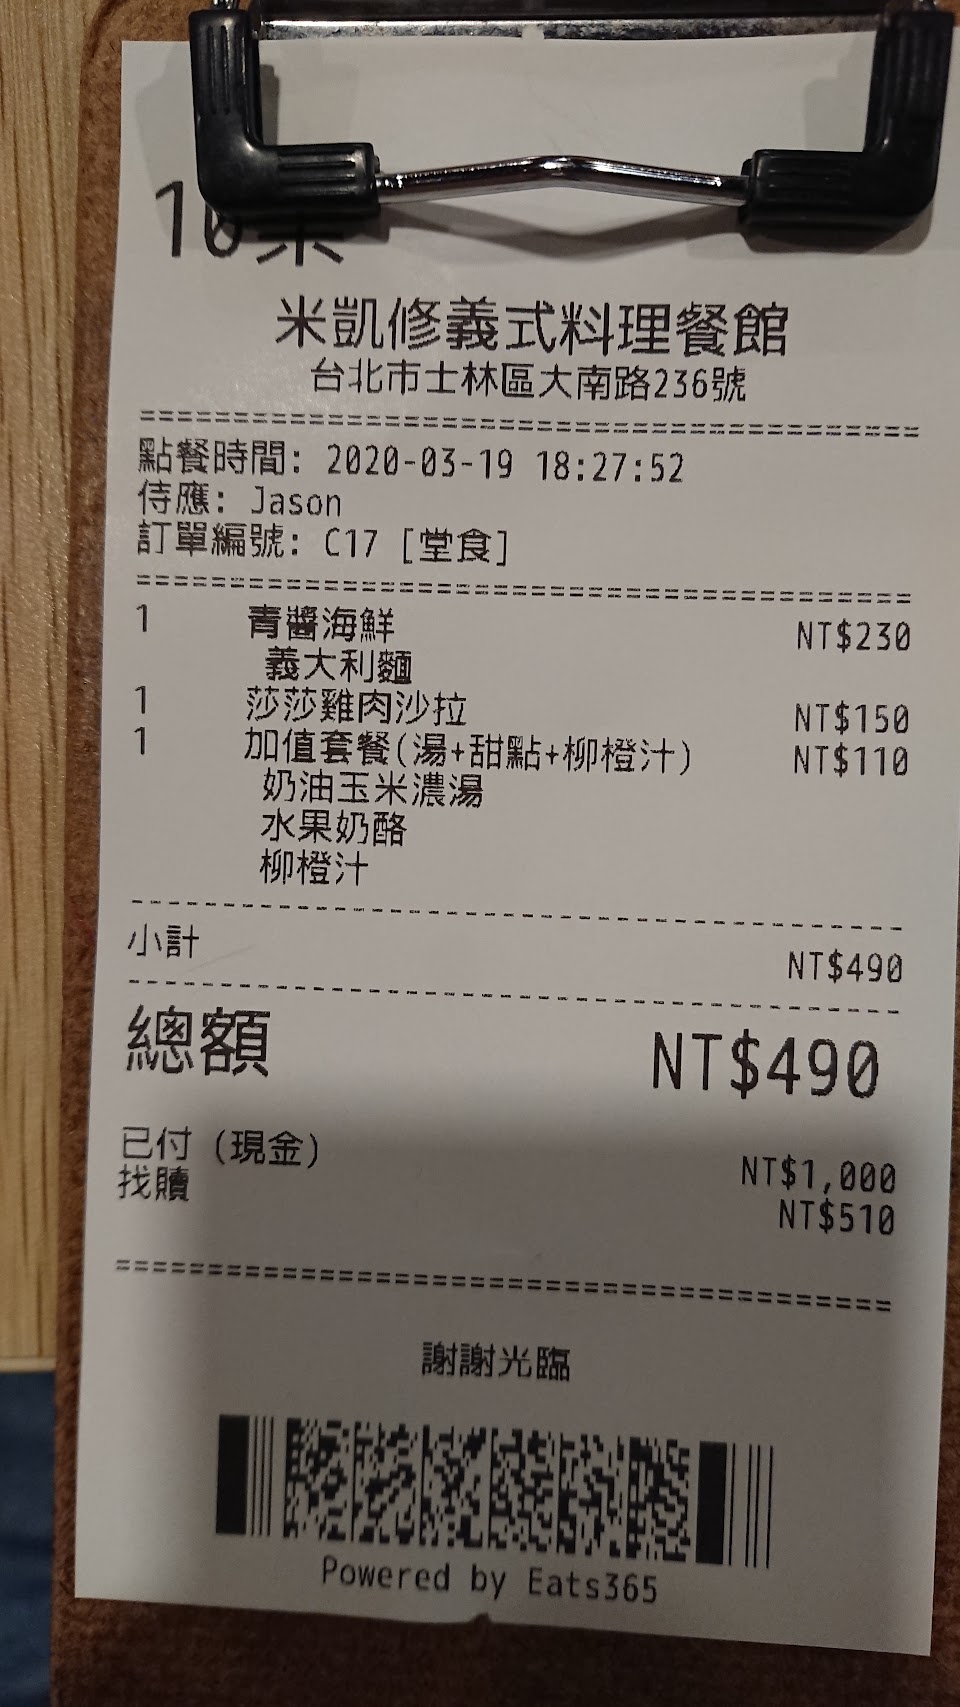 10桌
米凱修義式料理餐館
台北市士林區大南路236號
點餐時間: 2020-03-19 18:27:52
侍應: Jason
訂單編號: C17 [堂食]
1 青醬海鮮 NT$230
義大利麵
1 莎莎雞肉沙拉 NT$150
1 加值套餐(湯+甜點+柳橙汁) NT$110
奶油玉米濃湯
水果奶酪
柳橙汁
小計 NT$490
總額 NT$490
已付 (現金) NT$1,000
找贖 NT$510
謝謝光臨
Powered by Eats365